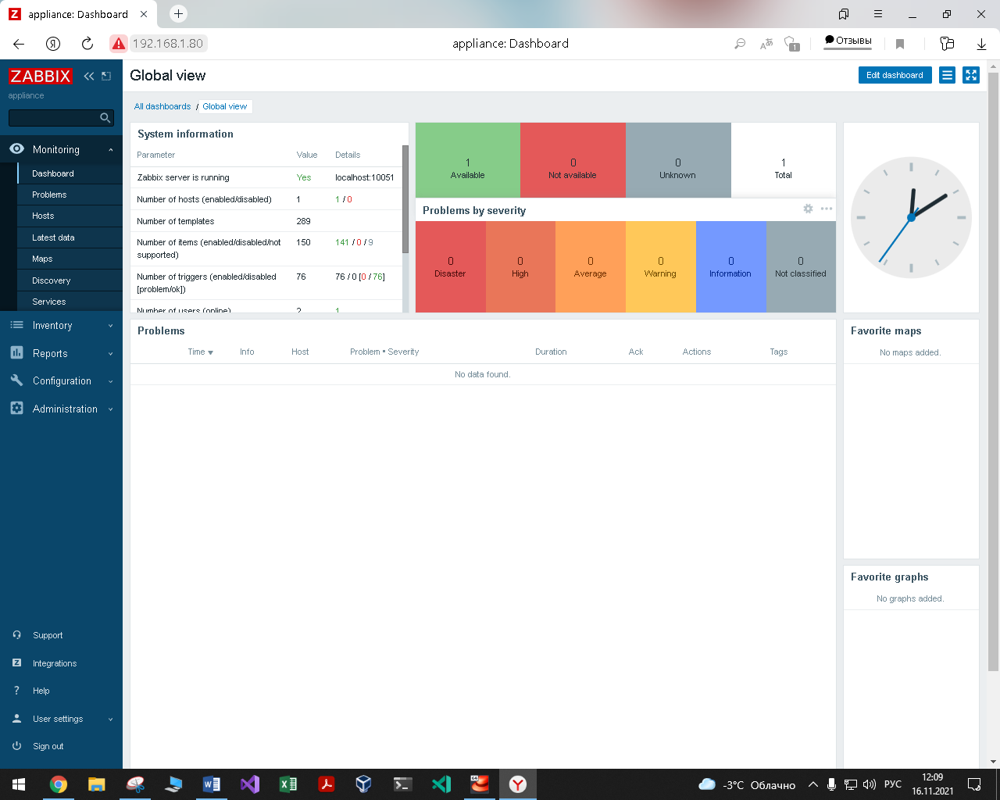 appliance: Dashboard
192.168.1.80
appliance: Dashboard
1
Отзывы
ZABBIX
appliance
Global view
Edit dashboard
All dashboards / Global view
Monitoring
Dashboard
Problems
Hosts
Latest data
Maps
Discovery
Services
Inventory
Reports
Configuration
Administration
Support
Integrations
Help
User settings
Sign out
System information
Parameter Value Details
Zabbix server is running Yes localhost:10051
Number of hosts (enabled/disabled) 1 1 / 0
Number of templates 289
Number of items (enabled/disabled/not supported) 150 141 / 0 / 9
Number of triggers (enabled/disabled [problem/ok]) 76 76 / 0 [0 / 76]
Number of users (online) 2 1
1 Available
0 Not available
0 Unknown
1 Total
Problems by severity
0 Disaster
0 High
0 Average
0 Warning
0 Information
0 Not classified
Problems
Time Info Host Problem • Severity Duration Ack Actions Tags
No data found.
Favorite maps
No maps added.
Favorite graphs
No graphs added.
-3°C Облачно
РУС
12:09
16.11.2021